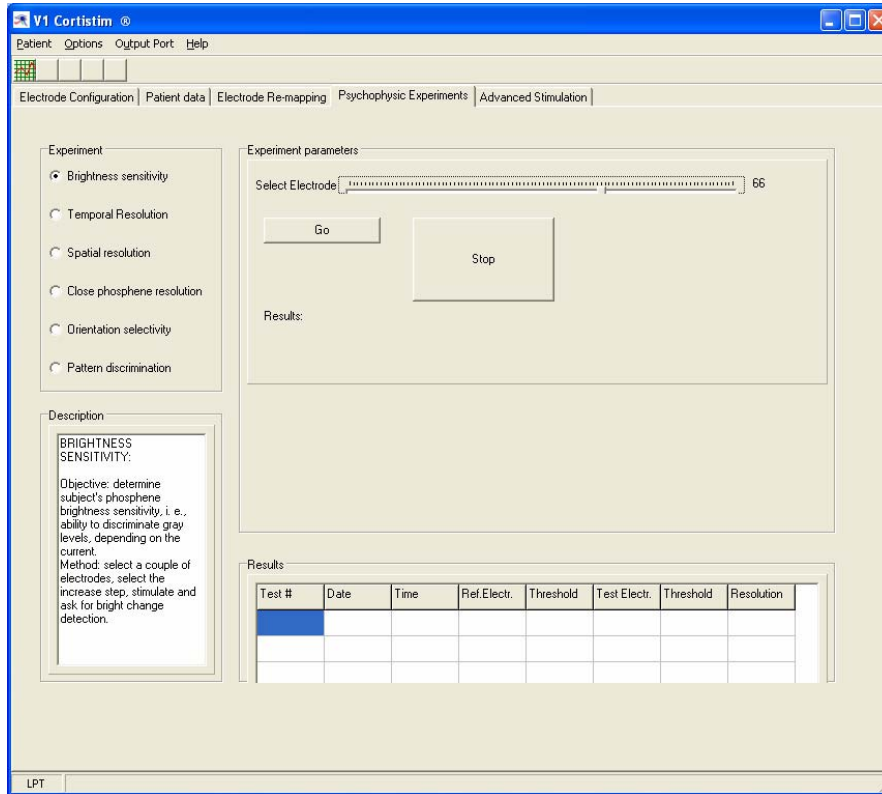 V1 Cortistim ®
Patient Options Output Port Help
Electrode Configuration Patient data Electrode Re-mapping Psychophysic Experiments Advanced Stimulation
Experiment
Brightness sensitivity
Temporal Resolution
Spatial resolution
Close phosphene resolution
Orientation selectivity
Pattern discrimination
Experiment parameters
Select Electrode 66
Go
Stop
Results:
Description
BRIGHTNESS
SENSITIVITY:
Objective: determine
subject's phosphene
brightness sensitivity, i. e.,
ability to discriminate gray
levels, depending on the
current.
Method: select a couple of
electrodes, select the
increase step, stimulate and
ask for bright change
detection.
Results
Test # Date Time Ref.Electr. Threshold Test Electr. Threshold Resolution
LPT